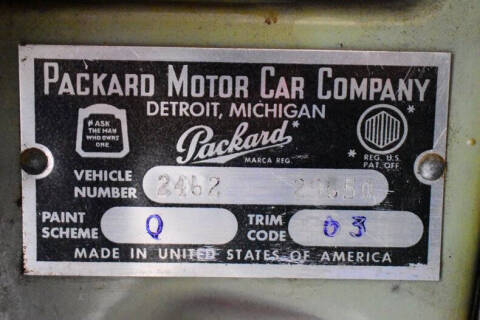 PACKARD MOTOR CAR COMPANY
DETROIT, MICHIGAN
ASK
THE MAN
WHO OWNS
ONE
Packard*
MARCA REG.
*
*
REG. U.S.
PAT. OFF.
VEHICLE
NUMBER 2462
PAINT
SCHEME Q
TRIM
CODE 03
MADE IN UNITED STATES OF AMERICA